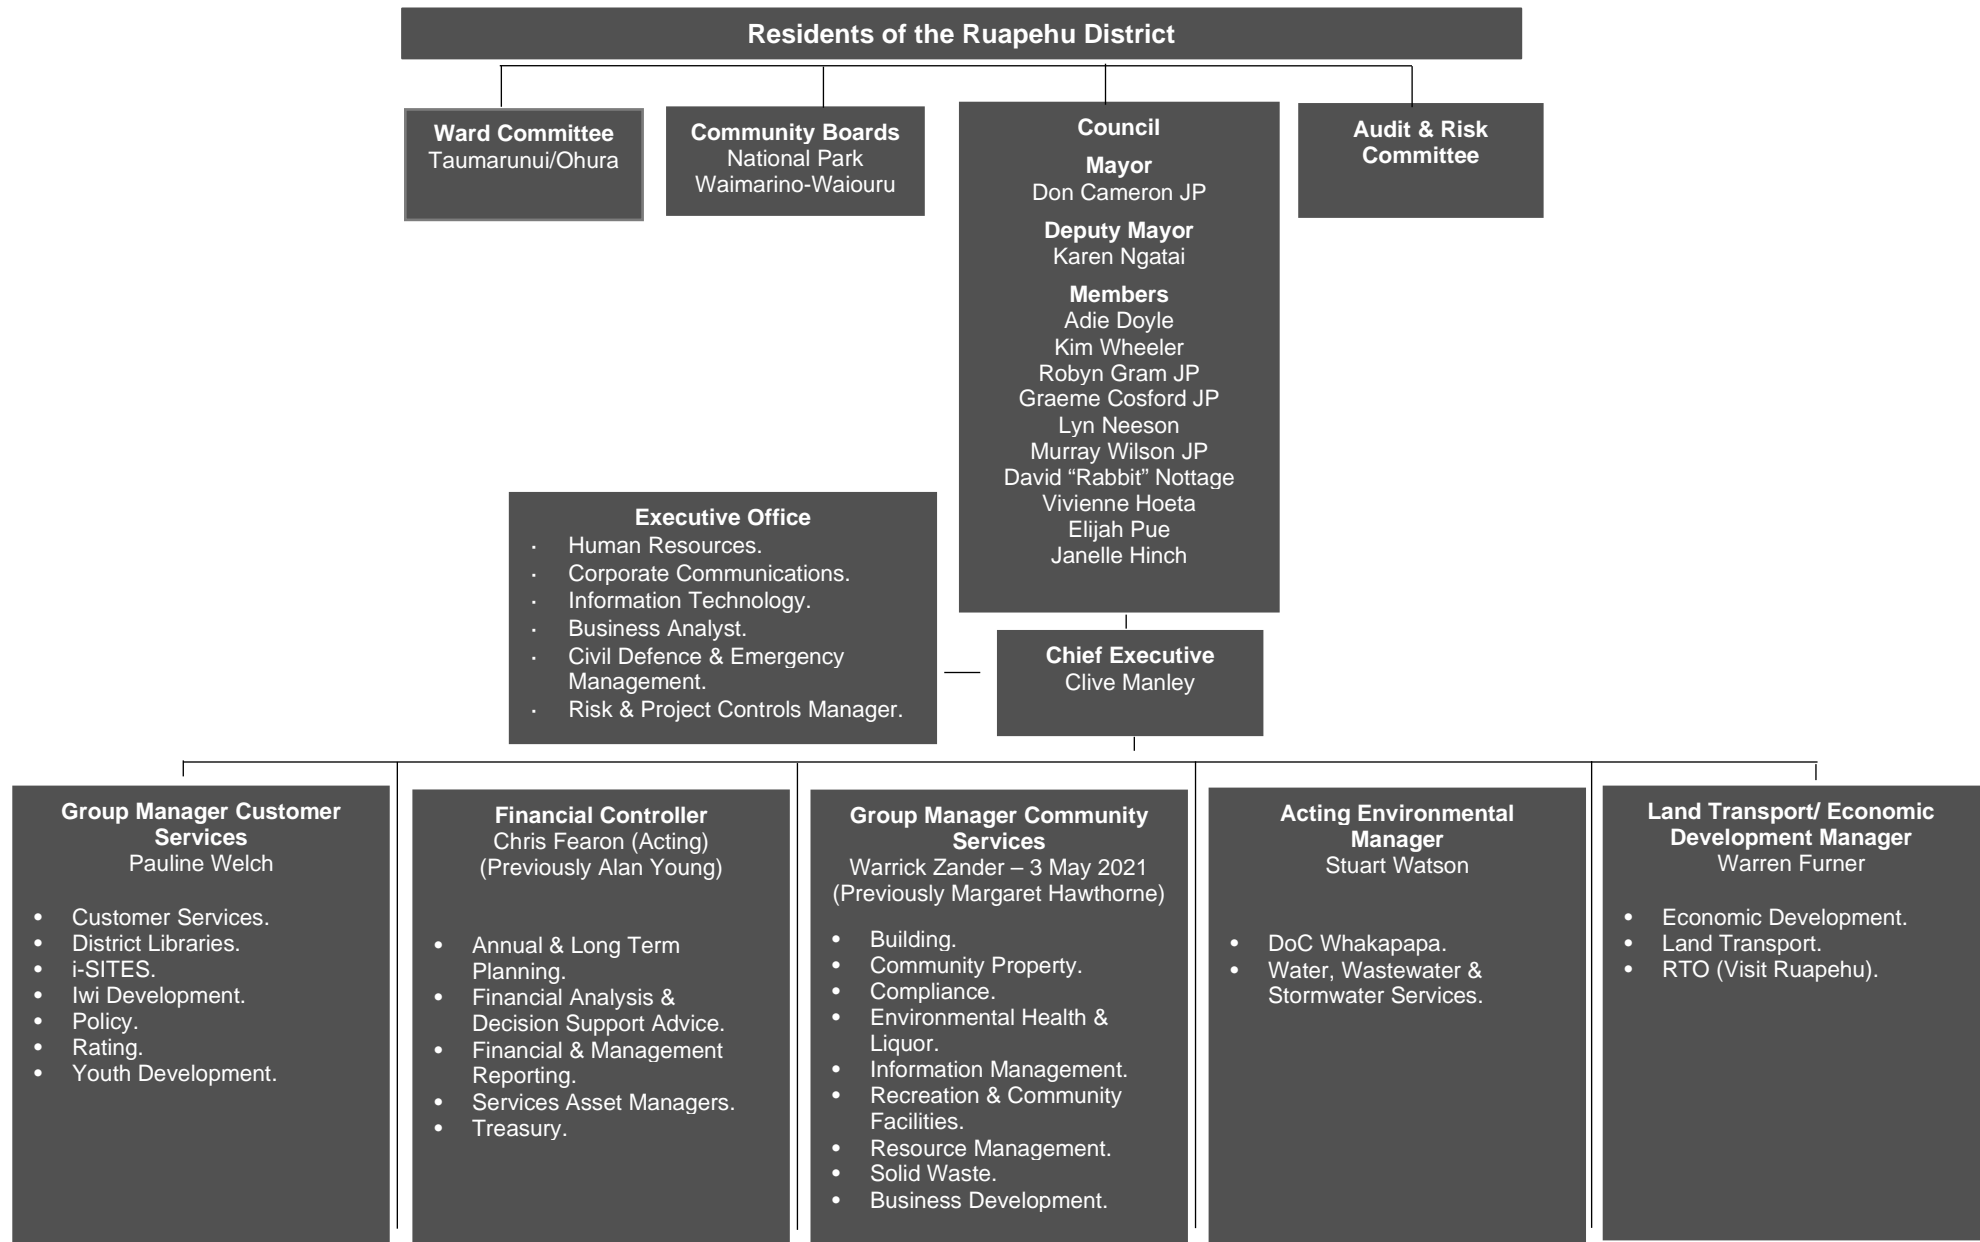 Residents of the Ruapehu District
Ward Committee
Taumarunui/Ohura
Community Boards
National Park
Waimarino-Waiouru
Council
Mayor
Don Cameron JP
Deputy Mayor
Karen Ngatai
Members
Adie Doyle
Kim Wheeler
Robyn Gram JP
Graeme Cosford JP
Lyn Neeson
Murray Wilson JP
David “Rabbit” Nottage
Vivienne Hoeta
Elijah Pue
Janelle Hinch
Audit & Risk
Committee
Executive Office
· Human Resources.
· Corporate Communications.
· Information Technology.
· Business Analyst.
· Civil Defence & Emergency
Management.
· Risk & Project Controls Manager.
Chief Executive
Clive Manley
Group Manager Customer
Services
Pauline Welch
• Customer Services.
• District Libraries.
• i-SITES.
• Iwi Development.
• Policy.
• Rating.
• Youth Development.
Financial Controller
Chris Fearon (Acting)
(Previously Alan Young)
• Annual & Long Term
Planning.
• Financial Analysis &
Decision Support Advice.
• Financial & Management
Reporting.
• Services Asset Managers.
• Treasury.
Group Manager Community
Services
Warrick Zander – 3 May 2021
(Previously Margaret Hawthorne)
• Building.
• Community Property.
• Compliance.
• Environmental Health &
Liquor.
• Information Management.
• Recreation & Community
Facilities.
• Resource Management.
• Solid Waste.
• Business Development.
Acting Environmental
Manager
Stuart Watson
• DoC Whakapapa.
• Water, Wastewater &
Stormwater Services.
Land Transport/ Economic
Development Manager
Warren Furner
• Economic Development.
• Land Transport.
• RTO (Visit Ruapehu).